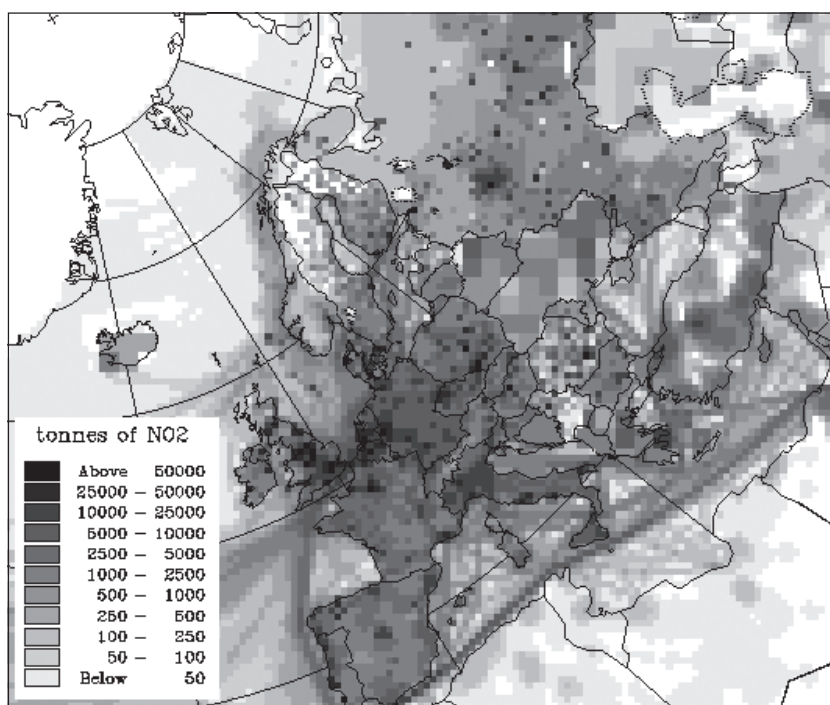 tonnes of NO2
Above 50000
25000 – 50000
10000 – 25000
5000 – 10000
2500 – 5000
1000 – 2500
500 – 1000
250 – 500
100 – 250
50 – 100
Below 50